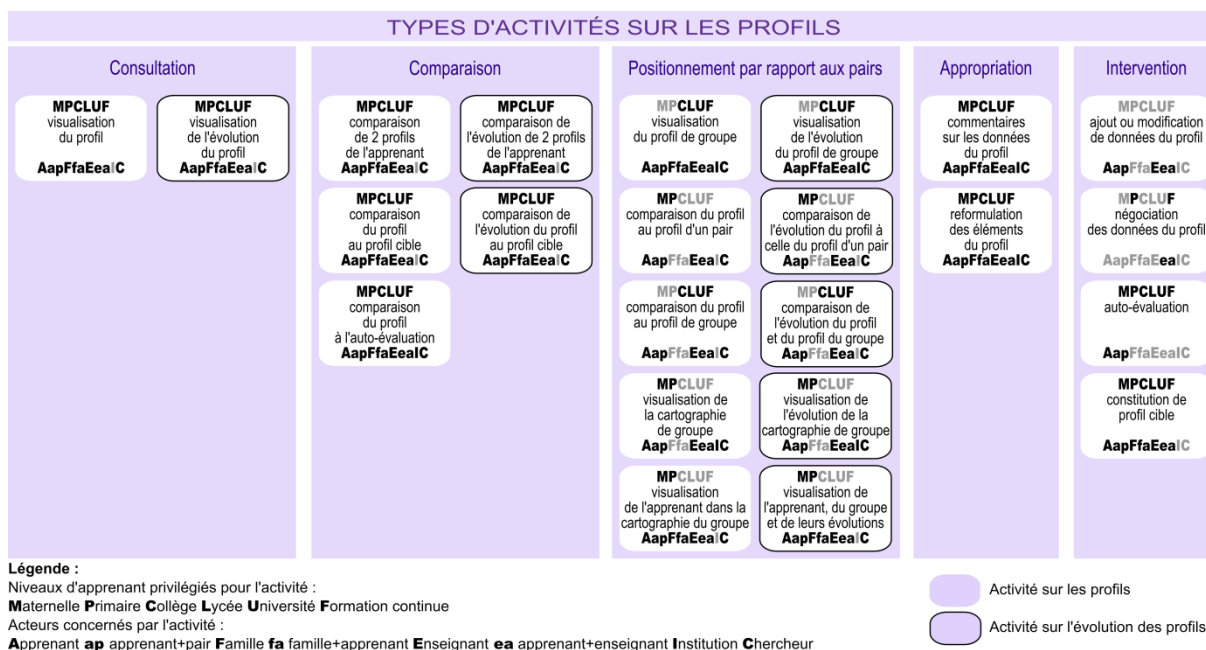 TYPES D'ACTIVITÉS SUR LES PROFILS
Consultation
MPCLUF
visualisation
du profil
AapFfaEeaIC
MPCLUF
visualisation
de l'évolution
du profil
AapFfaEeaIC
Comparaison
MPCLUF
comparaison
de 2 profils
de l'apprenant
AapFfaEeaIC
MPCLUF
comparaison de
l'évolution de 2 profils
de l'apprenant
AapFfaEeaIC
MPCLUF
comparaison
du profil
au profil cible
AapFfaEeaIC
MPCLUF
comparaison de
l'évolution du profil
au profil cible
AapFfaEeaIC
MPCLUF
comparaison
du profil
à l'auto-évaluation
AapFfaEeaIC
Positionnement par rapport aux pairs
MPCLUF
visualisation
du profil de groupe
AapFfaEeaIC
MPCLUF
visualisation
de l'évolution
du profil de groupe
AapFfaEeaIC
MPCLUF
comparaison du profil
au profil d'un pair
AapFfaEeaIC
MPCLUF
comparaison de
l'évolution du profil à
celle du profil d'un pair
AapFfaEeaIC
MPCLUF
comparaison du profil
au profil de groupe
AapFfaEeaIC
MPCLUF
comparaison de
l'évolution du profil
et du profil du groupe
AapFfaEeaIC
MPCLUF
visualisation de
la cartographie
de groupe
AapFfaEeaIC
MPCLUF
visualisation de
l'évolution de la
cartographie de groupe
AapFfaEeaIC
MPCLUF
visualisation
de l'apprenant dans la
cartographie du groupe
AapFfaEeaIC
MPCLUF
visualisation de
l'apprenant, du groupe
et de leurs évolutions
AapFfaEeaIC
Appropriation
MPCLUF
commentaires
sur les données
du profil
AapFfaEeaIC
MPCLUF
reformulation
des éléments
du profil
AapFfaEeaIC
Intervention
MPCLUF
ajout ou modification
de données du profil
AapFfaEeaIC
MPCLUF
négociation
des données du profil
AapFfaEeaIC
MPCLUF
auto-évaluation
AapFfaEeaIC
MPCLUF
constitution de
profil cible
AapFfaEeaIC
Légende :
Niveaux d'apprenant privilégiés pour l'activité :
Maternelle Primaire Collège Lycée Université Formation continue
Acteurs concernés par l'activité :
Apprenant ap apprenant+pair Famille fa famille+apprenant Enseignant ea apprenant+enseignant Institution Chercheur
Activité sur les profils
Activité sur l'évolution des profils